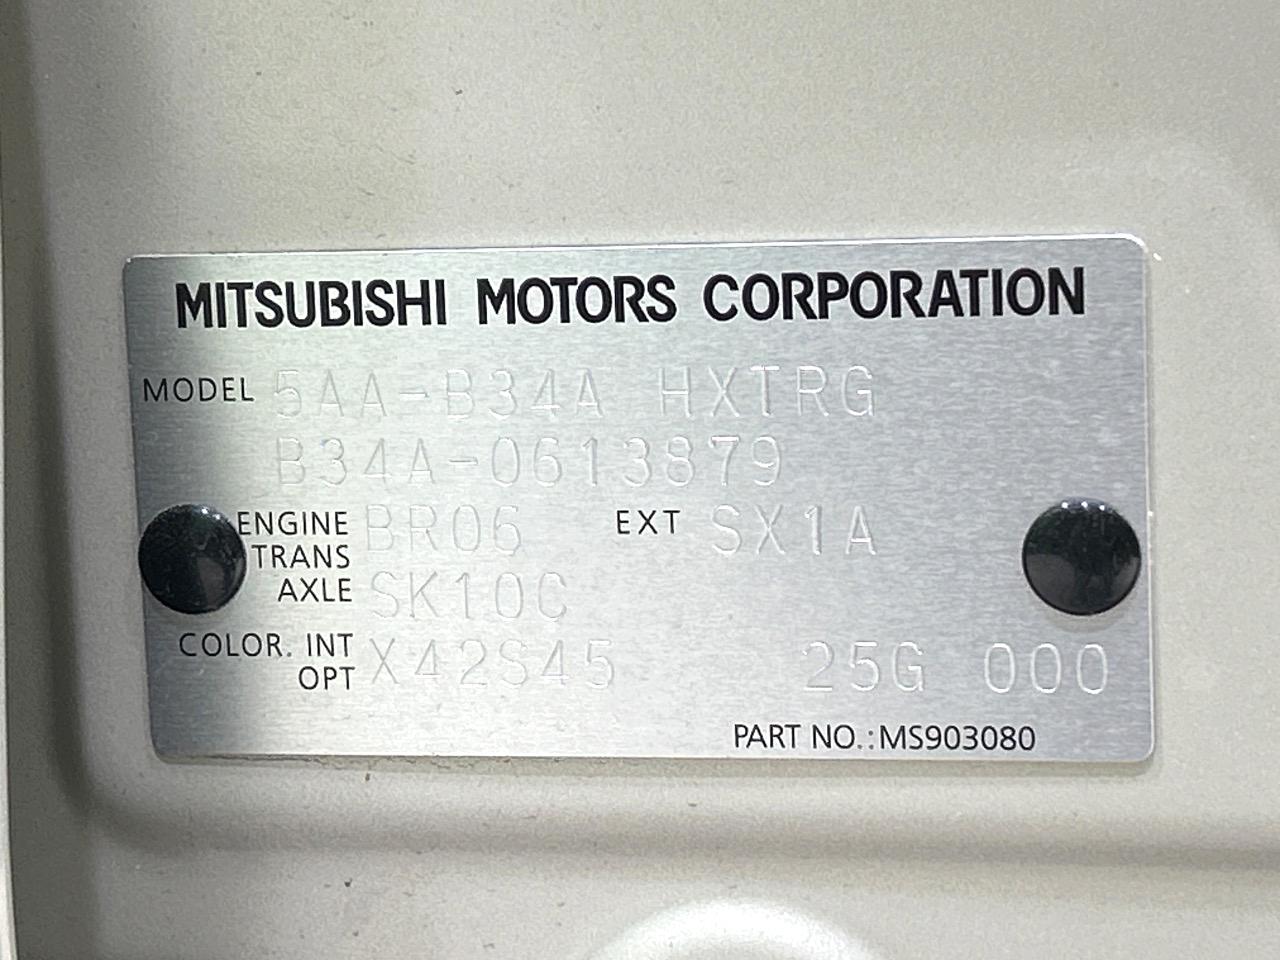 MITSUBISHI MOTORS CORPORATION
MODEL 5AA-B34A HXTRG
B34A-0613879
ENGINE BR06 EXT SX1A
TRANS
AXLE SK10C
COLOR. INT
OPT X42S45 25G 000
PART NO.:MS903080